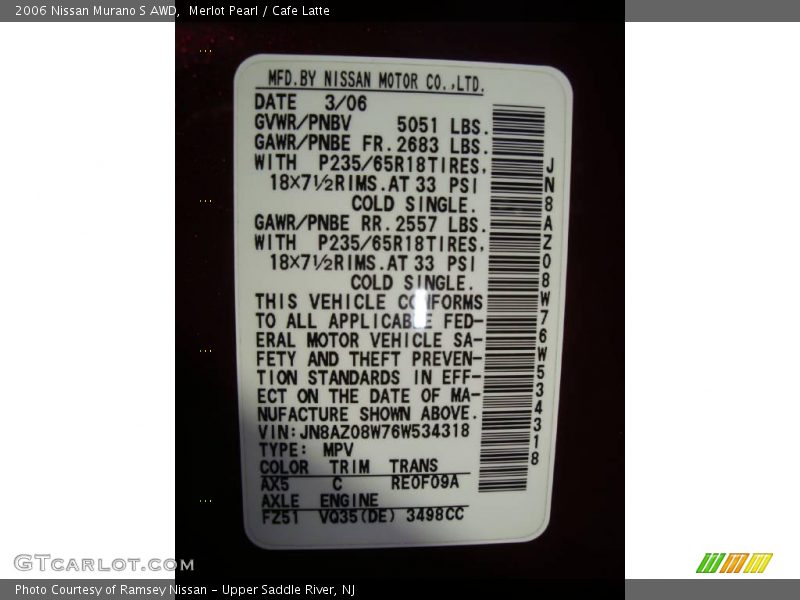 2006 Nissan Murano S AWD,  Merlot Pearl / Cafe Latte
MFD.BY NISSAN MOTOR CO.,LTD.
DATE 3/06
GVWR/PNBV 5051 LBS.
GAWR/PNBE FR.2683 LBS.
WITH P235/65R18TIRES,
18X7½RIMS.AT 33 PSI
COLD SINGLE.
GAWR/PNBE RR.2557 LBS.
WITH P235/65R18TIRES,
18X7½RIMS.AT 33 PSI
COLD SINGLE.
THIS VEHICLE CONFORMS
TO ALL APPLICABLE FED-
ERAL MOTOR VEHICLE SA-
FETY AND THEFT PREVEN-
TION STANDARDS IN EFF-
ECT ON THE DATE OF MA-
NUFACTURE SHOWN ABOVE.
VIN:JN8AZ08W76W534318
TYPE: MPV
COLOR TRIM TRANS
AX5 C RE0F09A
AXLE ENGINE
FZ51 VQ35(DE) 3498CC
JN8AZ08W76W534318
GTCARLOT.COM
Photo Courtesy of Ramsey Nissan - Upper Saddle River, NJ